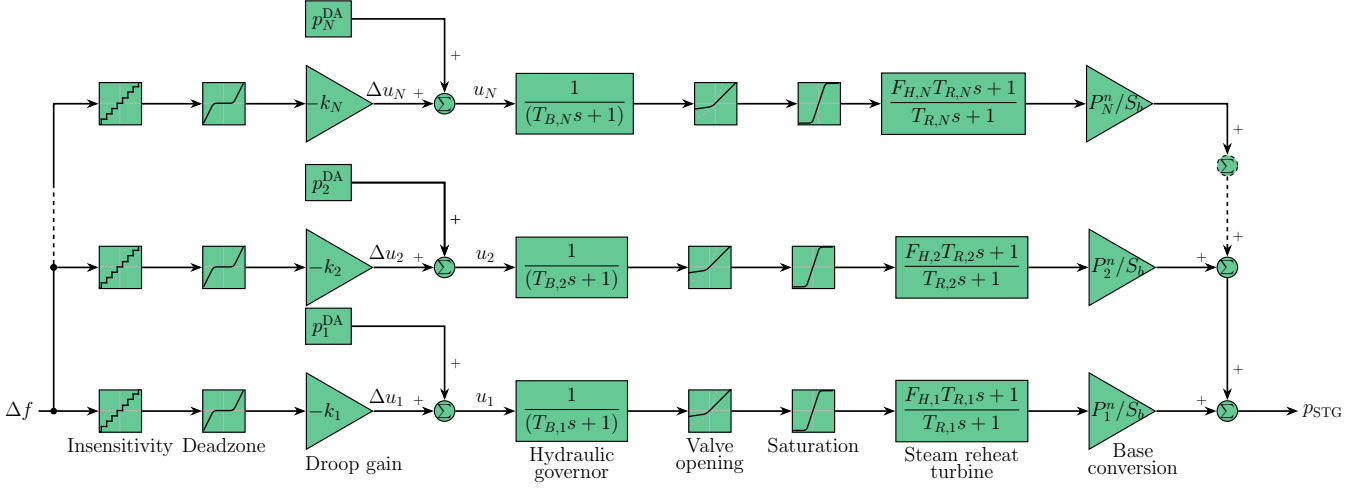 p_N^DA
+
−k_N
Δu_N +
Σ
u_N
1
(T_{B,N}s + 1)
F_{H,N}T_{R,N}s + 1
T_{R,N}s + 1
P_N^n/S_b
+
Σ
p_2^DA
+
+
−k_2
Δu_2 +
Σ
u_2
1
(T_{B,2}s + 1)
F_{H,2}T_{R,2}s + 1
T_{R,2}s + 1
P_2^n/S_b
+
Σ
p_1^DA
+
+
Δf
−k_1
Δu_1 +
Σ
u_1
1
(T_{B,1}s + 1)
F_{H,1}T_{R,1}s + 1
T_{R,1}s + 1
P_1^n/S_b
+
Σ
p_STG
Insensitivity
Deadzone
Droop gain
Hydraulic
governor
Valve
opening
Saturation
Steam reheat
turbine
Base
conversion